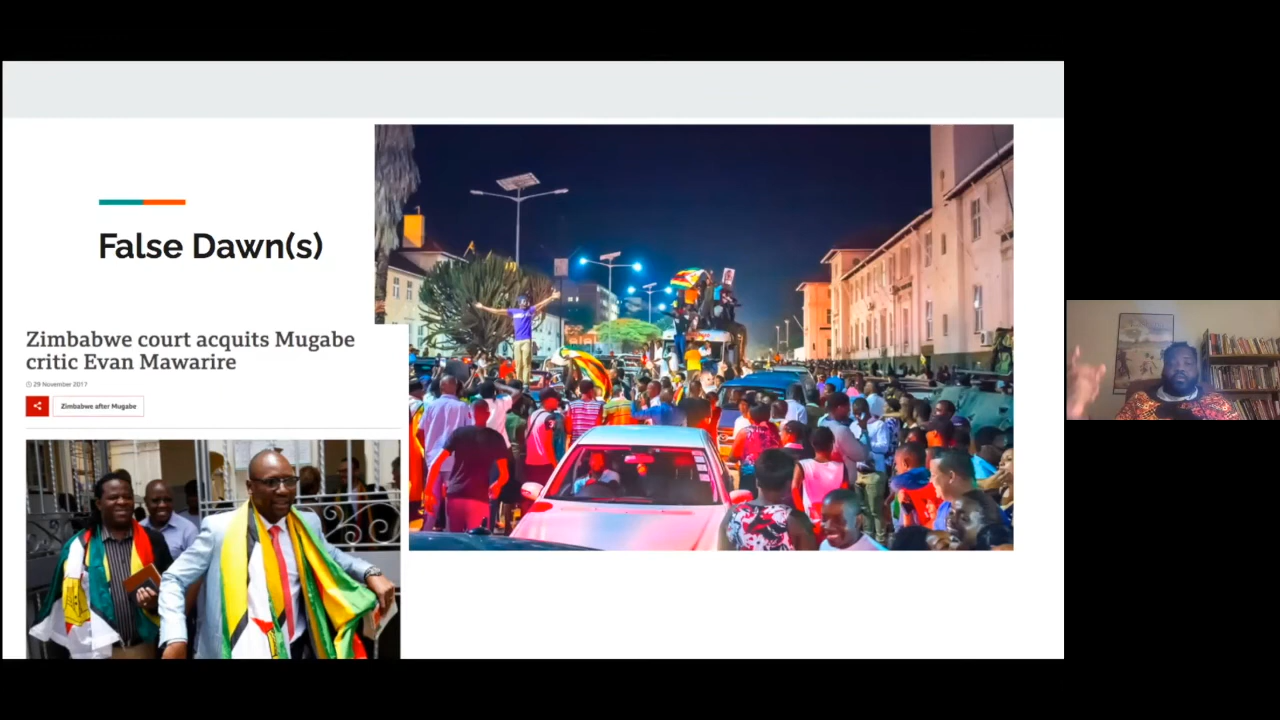 False Dawn(s)
Zimbabwe court acquits Mugabe
critic Evan Mawarire
29 November 2017
Zimbabwe after Mugabe